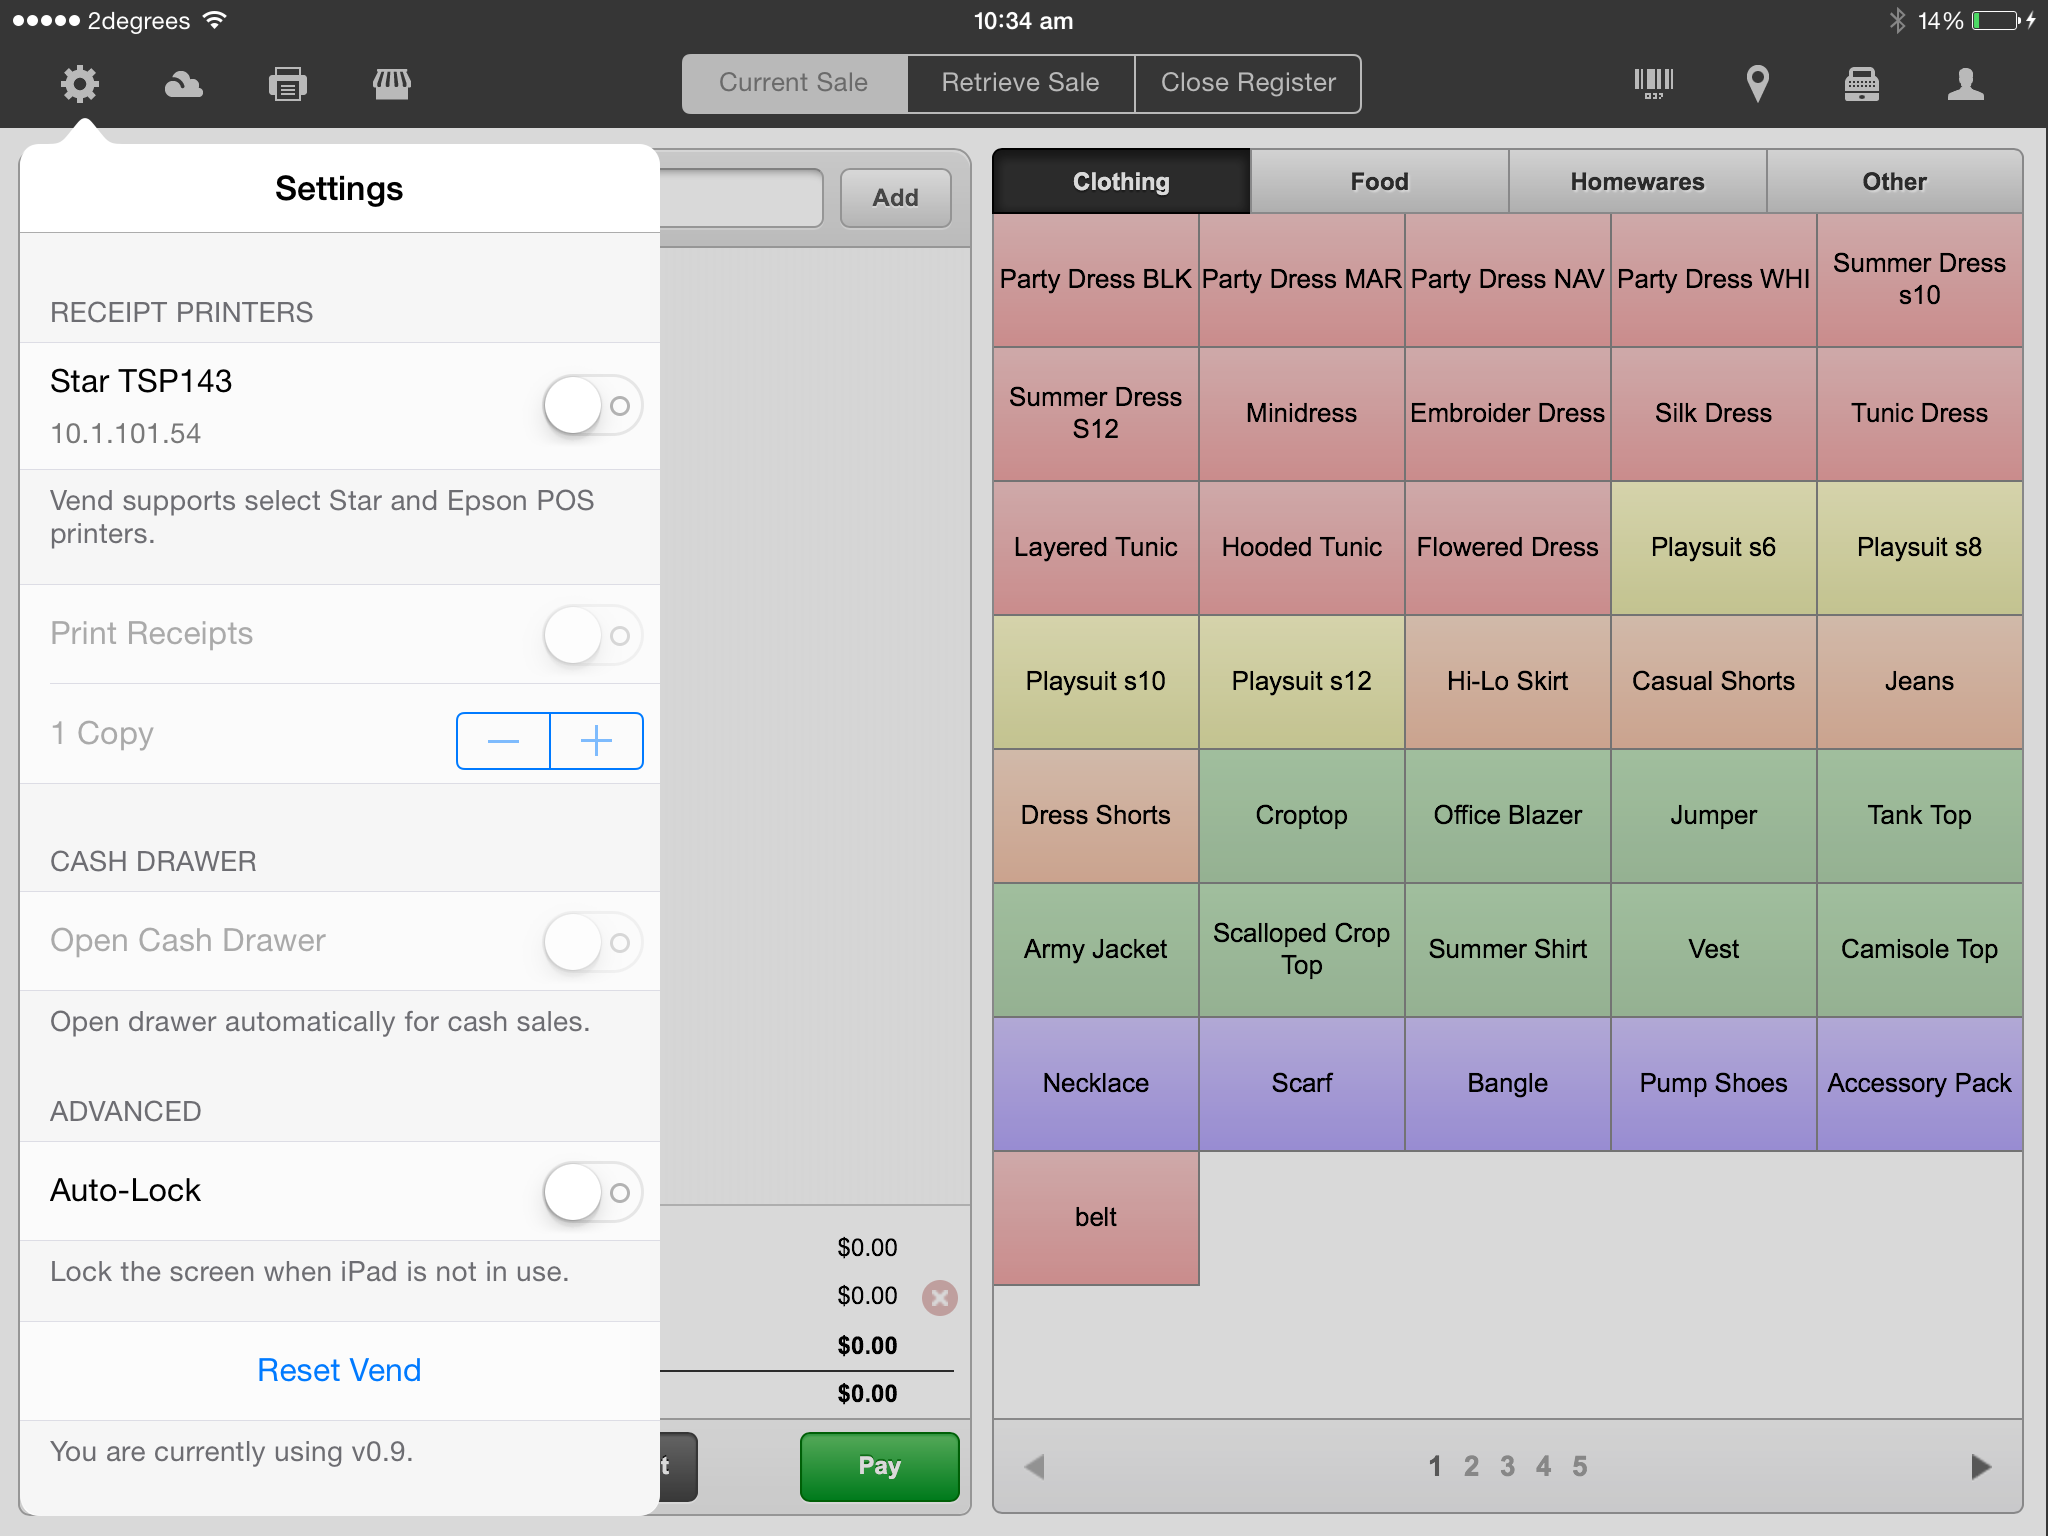 2degrees
10:34 am
14%
Current Sale
Retrieve Sale
Close Register
Settings
RECEIPT PRINTERS
Star TSP143
10.1.101.54
Vend supports select Star and Epson POS
printers.
Print Receipts
1 Copy
CASH DRAWER
Open Cash Drawer
Open drawer automatically for cash sales.
ADVANCED
Auto-Lock
Lock the screen when iPad is not in use.
Reset Vend
You are currently using v0.9.
Add
$0.00
$0.00
$0.00
$0.00
t
Pay
Clothing
Food
Homewares
Other
Party Dress BLK
Party Dress MAR
Party Dress NAV
Party Dress WHI
Summer Dress
s10
Summer Dress
S12
Minidress
Embroider Dress
Silk Dress
Tunic Dress
Layered Tunic
Hooded Tunic
Flowered Dress
Playsuit s6
Playsuit s8
Playsuit s10
Playsuit s12
Hi-Lo Skirt
Casual Shorts
Jeans
Dress Shorts
Croptop
Office Blazer
Jumper
Tank Top
Army Jacket
Scalloped Crop
Top
Summer Shirt
Vest
Camisole Top
Necklace
Scarf
Bangle
Pump Shoes
Accessory Pack
belt
1 2 3 4 5